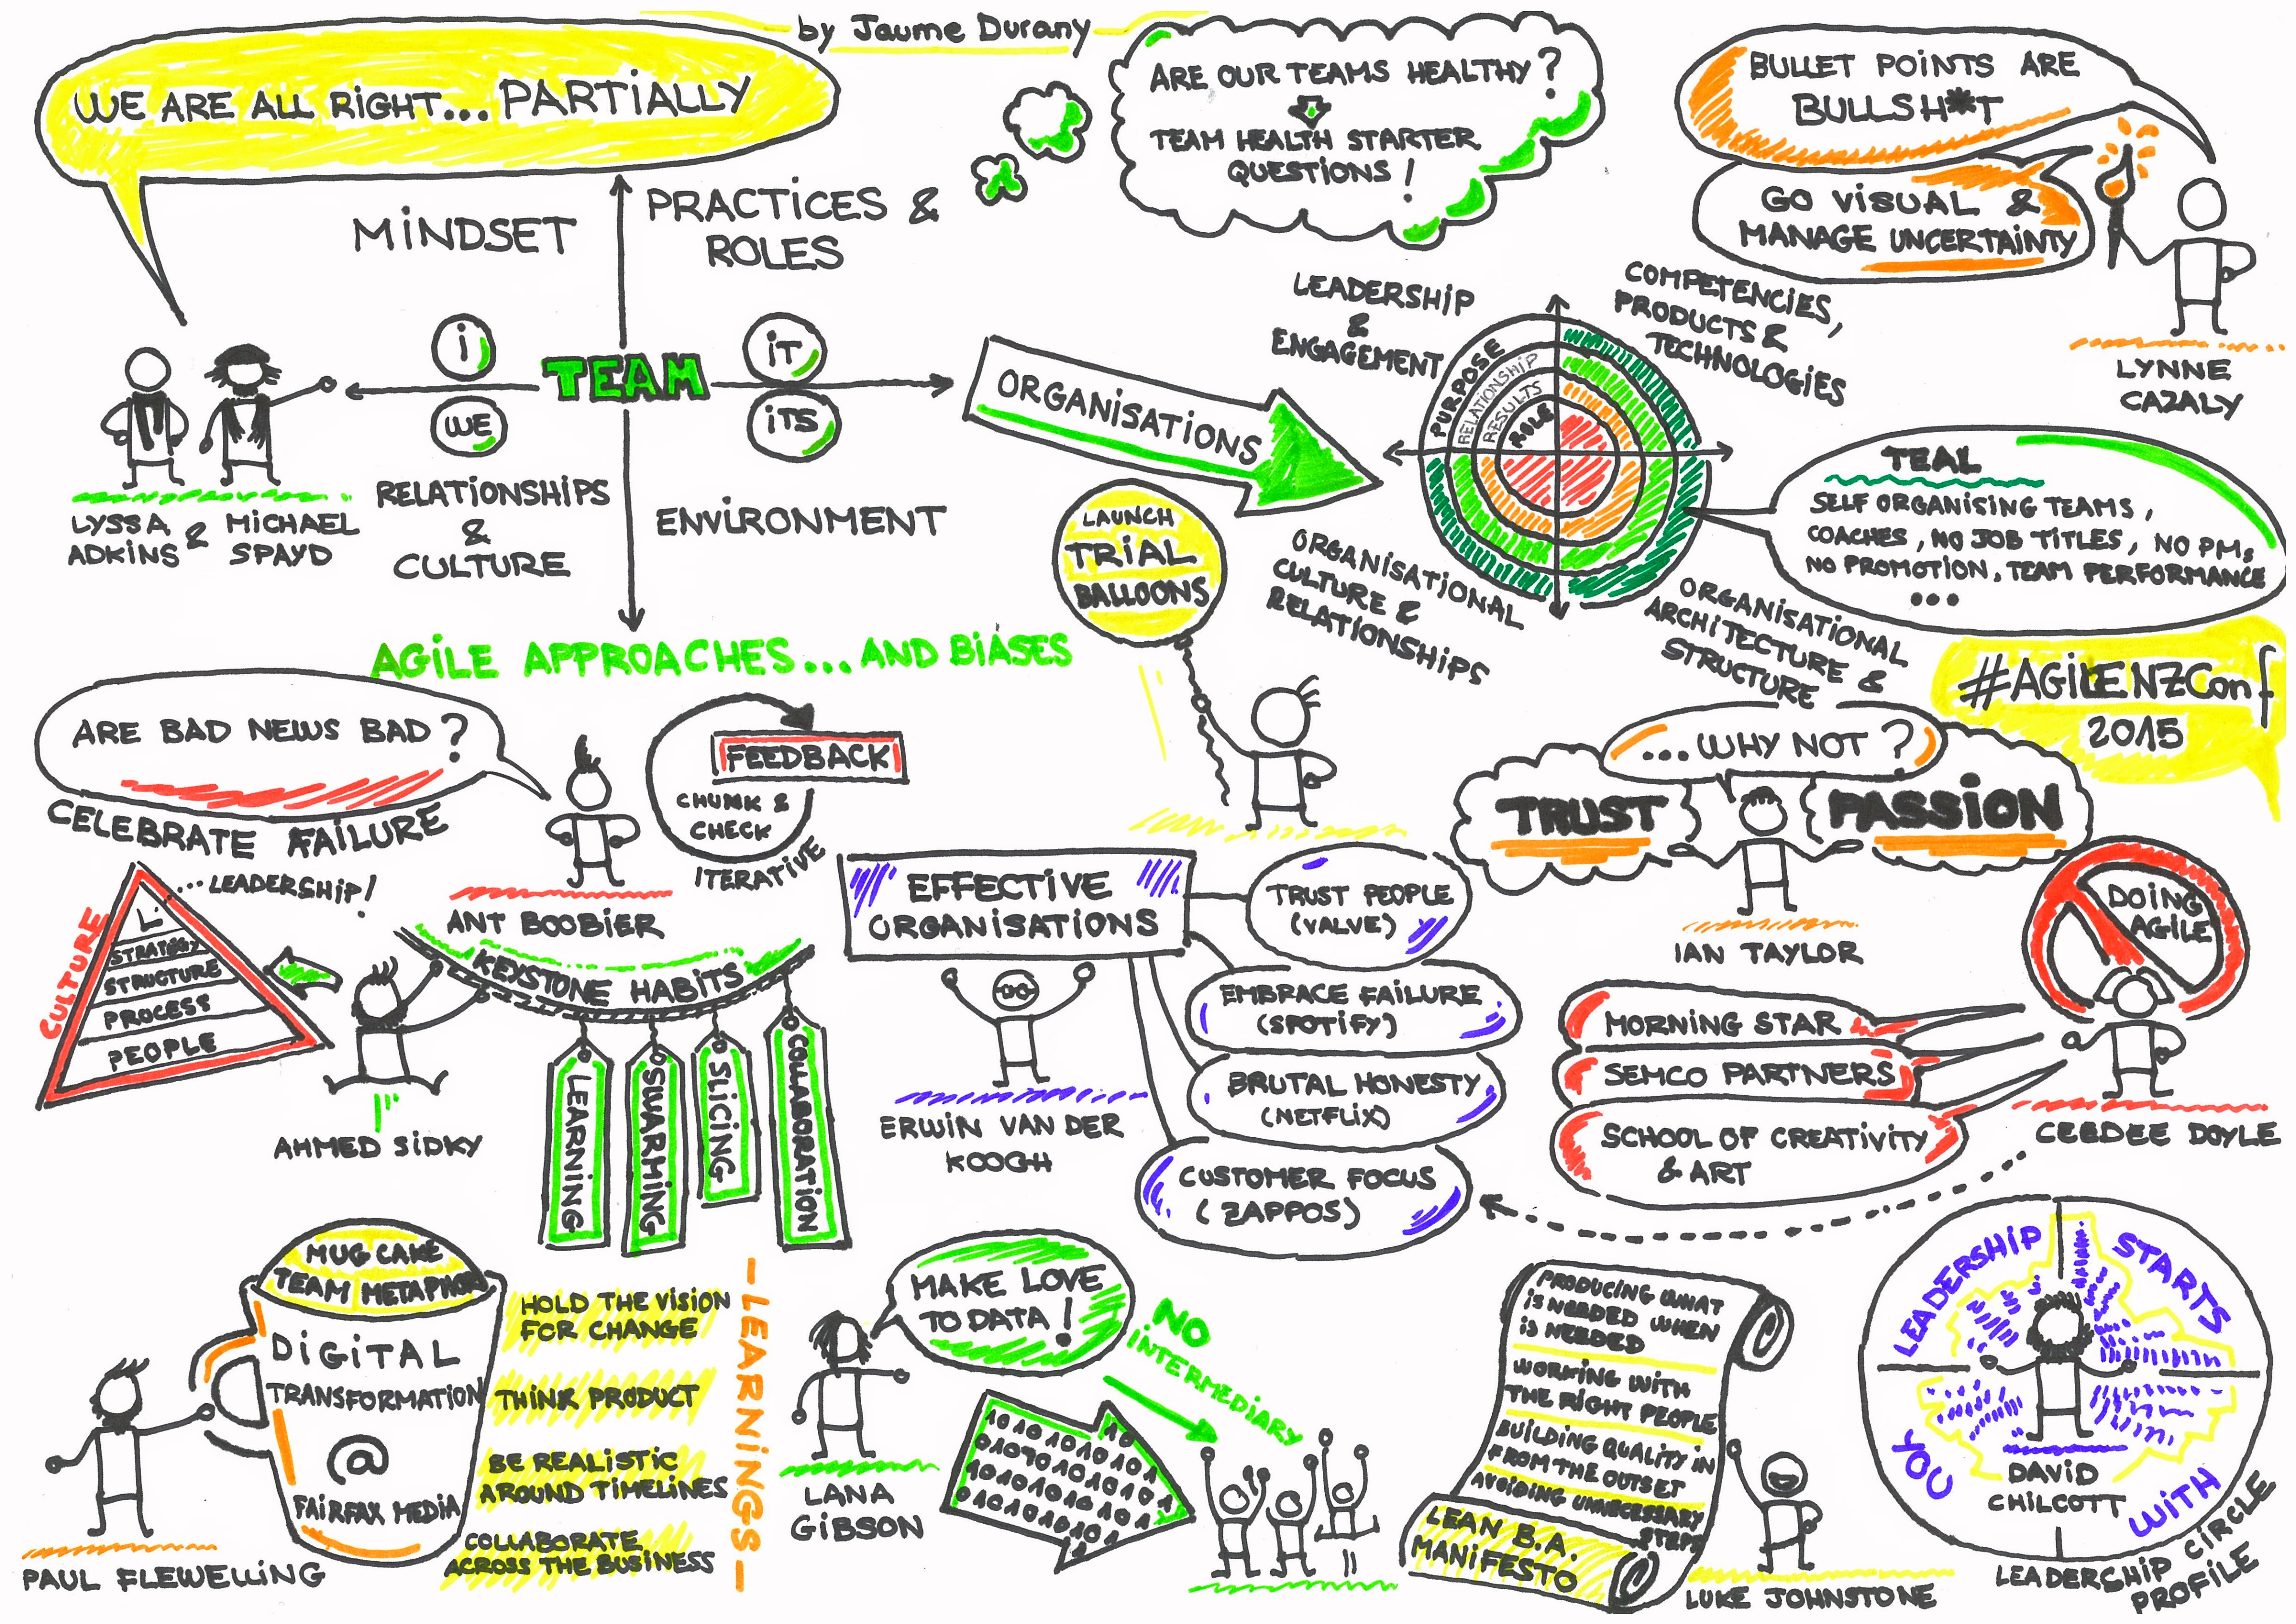 by Jaume Durany
WE ARE ALL RiGHT... PARTiALLY
MiNDSET
PRACTiCES &
ROLES
i
iT
TEAM
WE
iTS
RELATiONSHiPS
&
CULTURE
ENViRONMENT
LYSSA
ADKiNS
&
MiCHAEL
SPAYD
AGiLE APPROACHES... AND BiASES
ARE OUR TEAMS HEALTHY?
TEAM HEALTH STARTER
QUESTiONS!
ORGANiSATiONS
LEADERSHiP
&
ENGAGEMENT
COMPETENCiES,
PRODUCTS &
TECHNOLOGiES
PURPOSE
RELATiONSHiP
RESULTS
ROLE
ORGANiSATiONAL
CULTURE &
RELATiONSHiPS
ORGANiSATiONAL
ARCHiTECTURE &
STRUCTURE
BULLET POiNTS ARE
BULLSH*T
GO ViSUAL &
MANAGE UNCERTAiNTY
LYNNE
CAZALY
TEAL
SELF ORGANiSiNG TEAMS,
COACHES, NO JOB TiTLES, NO PMs
NO PROMOTiON, TEAM PERFORMANCE
...
#AGiLENZConf
2015
LAUNCH
TRiAL
BALLOONS
ARE BAD NEWS BAD?
CELEBRATE FAiLURE
FEEDBACK
CHUNK &
CHECK
iTERATiVE
ANT BOOBiER
...LEADERSHiP!
CULTURE
L
STRATEGY
STRUCTURE
PROCESS
PEOPLE
AHMED SiDKY
KEYSTONE HABiTS
LEARNiNG
SWARMiNG
SLiCiNG
COLLABORATiON
EFFECTiVE
ORGANiSATiONS
TRUST PEOPLE
(VALVE)
EMBRACE FAiLURE
(SPOTiFY)
BRUTAL HONESTY
(NETFLiX)
CUSTOMER FOCUS
(ZAPPOS)
ERWiN VAN DER
KOOGH
...WHY NOT?
TRUST
PASSiON
iAN TAYLOR
DOiNG
AGiLE
MORNiNG STAR
SEMCO PARTNERS
SCHOOL OF CREATiViTY
& ART
CEEDEE DOYLE
MUG CAKE
TEAM METAPHOR
DiGiTAL
TRANSFORMATiON
@
FAiRFAX MEDiA
PAUL FLEWELLiNG
HOLD THE ViSiON
FOR CHANGE
THiNK PRODUCT
BE REALiSTiC
AROUND TiMELiNES
COLLABORATE
ACROSS THE BUSiNESS
LEARNiNGS
MAKE LOVE
TO DATA!
LANA
GiBSON
NO
iNTERMEDiARY
10101010110
01010101010101
10101010101
01010101010 1
PRODUCiNG WHAT
iS NEEDED WHEN
iS NEEDED
WORKiNG WiTH
THE RiGHT PEOPLE
BUiLDiNG QUALiTY iN
FROM THE OUTSET
AVOiDiNG UNNECESSARY
STEPS
LEAN B.A.
MANiFESTO
LUKE JOHNSTONE
LEADERSHiP
STARTS
WiTH
YOU
DAViD
CHiLCOTT
LEADERSHiP CiRCLE
PROFiLE